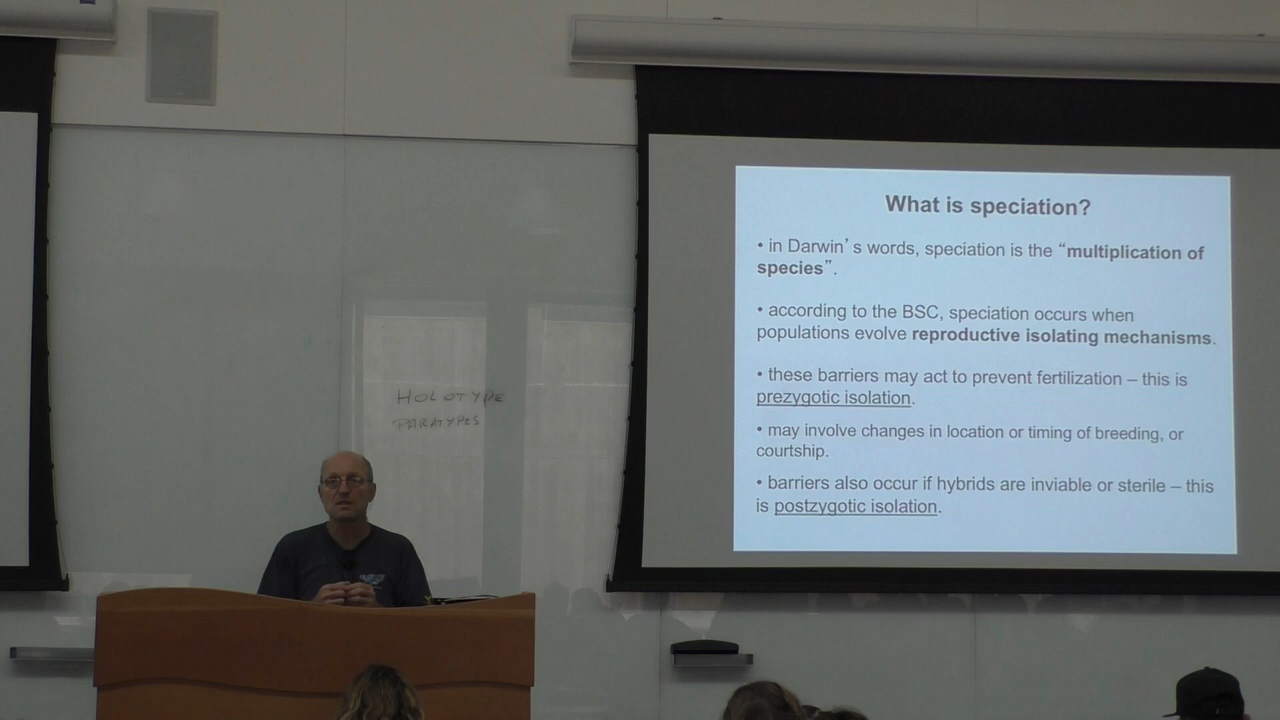 HOLOTYPE
PARATYPES
What is speciation?
• in Darwin’s words, speciation is the “multiplication of
species”.
• according to the BSC, speciation occurs when
populations evolve reproductive isolating mechanisms.
• these barriers may act to prevent fertilization – this is
prezygotic isolation.
• may involve changes in location or timing of breeding, or
courtship.
• barriers also occur if hybrids are inviable or sterile – this
is postzygotic isolation.